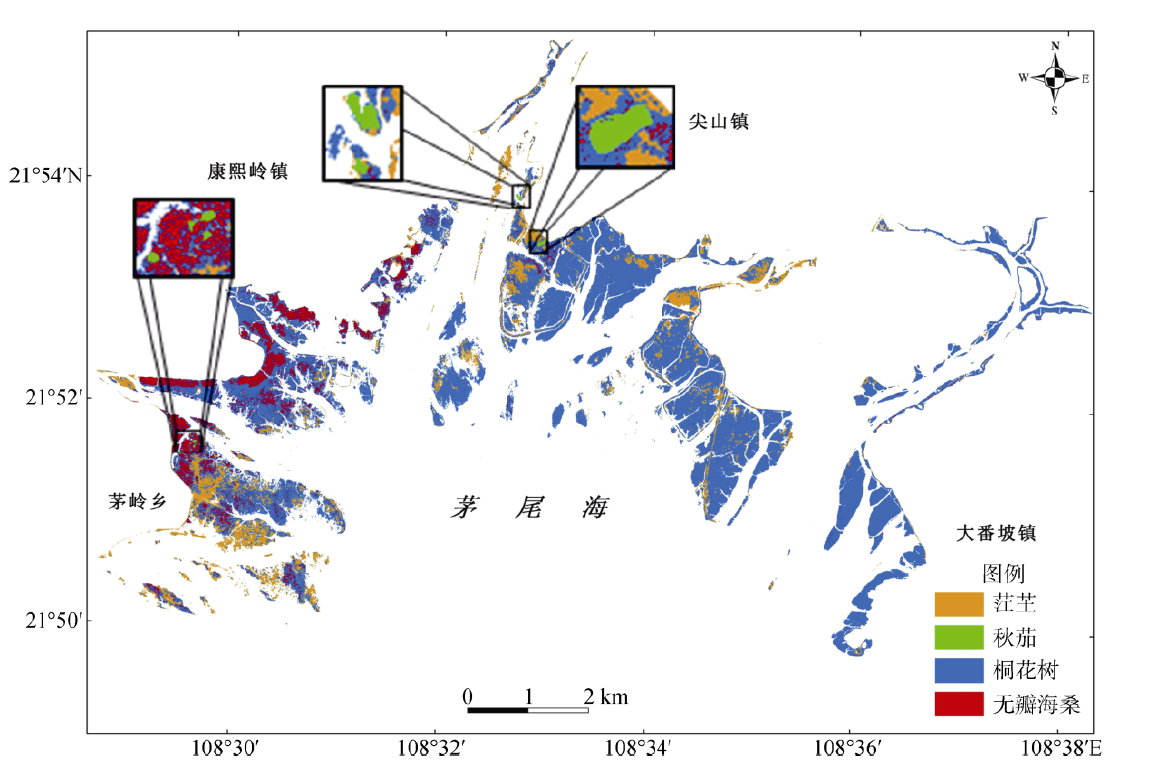 N
W E
S
尖山镇
康熙岭镇
21°54′N
21°52′
茅岭乡
茅 尾 海
大番坡镇
图例
茳芏
秋茄
桐花树
无瓣海桑
21°50′
0 1 2 km
108°30′ 108°32′ 108°34′ 108°36′ 108°38′E